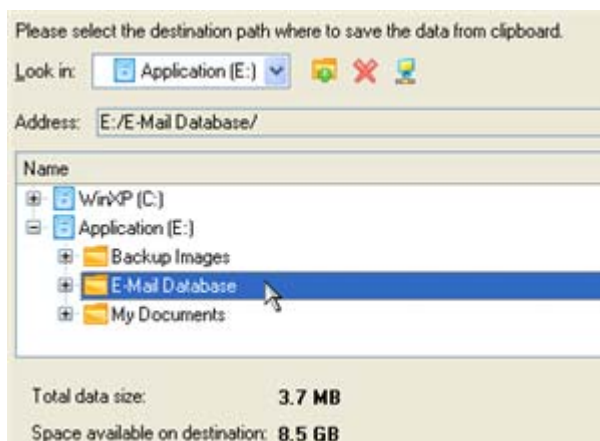 Please select the destination path where to save the data from clipboard.
Look in: Application (E:)
Address: E:/E-Mail Database/
Name
WinXP (C:)
Application (E:)
Backup Images
E-Mail Database
My Documents
Total data size: 3.7 MB
Space available on destination: 8.5 GB